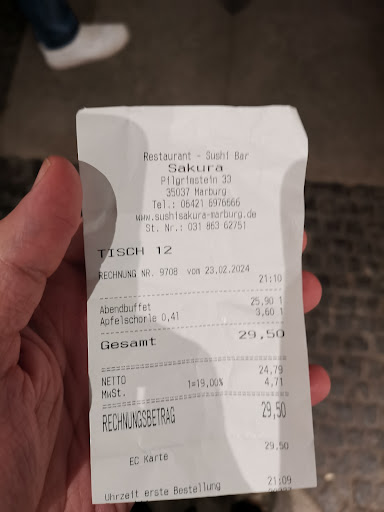 Restaurant - Sushi Bar
Sakura
Pilgrimstein 33
35037 Marburg
Tel.: 06421 6976666
www.sushisakura-marburg.de
St. Nr.: 031 863 62751
TISCH 12
RECHNUNG NR. 9708 vom 23.02.2024
21:10
Abendbuffet 25,90 1
Apfelschorle 0,4l 3,60 1
Gesamt 29,50
NETTO 24,79
MwSt. 1=19,00% 4,71
RECHNUNGSBETRAG 29,50
EC Karte 29,50
Uhrzeit erste Bestellung 21:09